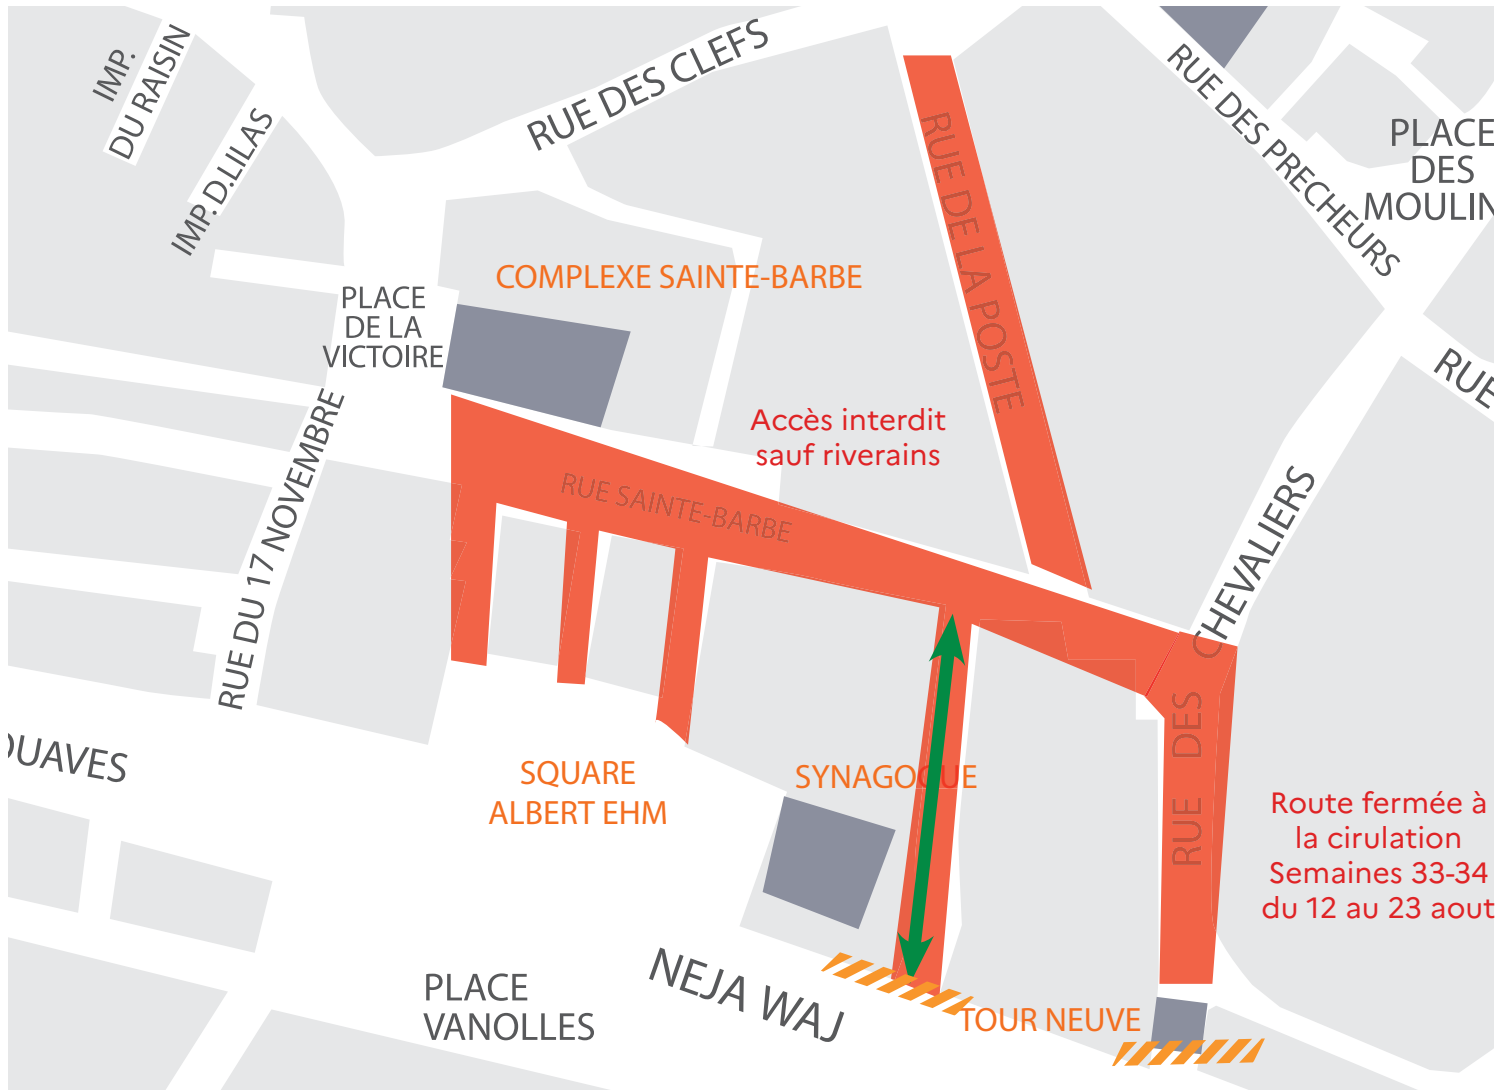 IMP.
DU RAISIN
IMP. D.LILAS
RUE DES CLEFS
RUE DE LA POSTE
RUE DES PRECHEURS
PLACE
DES
MOULIN
COMPLEXE SAINTE-BARBE
PLACE
DE LA
VICTOIRE
RUE
Accès interdit
sauf riverains
RUE SAINTE-BARBE
RUE DU 17 NOVEMBRE
RUE DES CHEVALIERS
OUAVES
SQUARE
ALBERT EHM
SYNAGOGUE
Route fermée à
la cirulation
Semaines 33-34
du 12 au 23 aout
PLACE
VANOLLES
NEJA WAJ
TOUR NEUVE